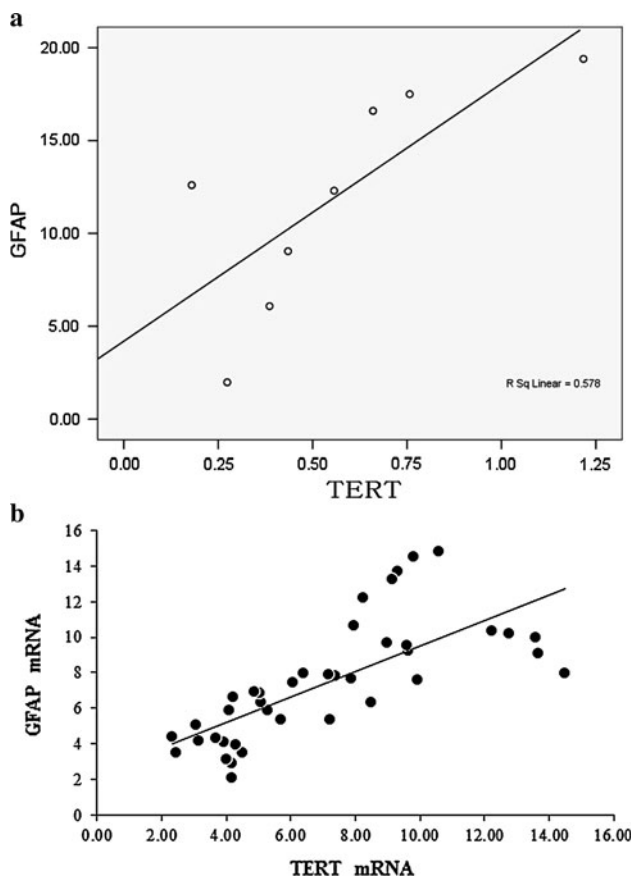 a
20.00
15.00
10.00
5.00
0.00
GFAP
R Sq Linear = 0.578
0.00 0.25 0.50 0.75 1.00 1.25
TERT
b
16
14
12
10
8
6
4
2
0
GFAP mRNA
0.00 2.00 4.00 6.00 8.00 10.00 12.00 14.00 16.00
TERT mRNA